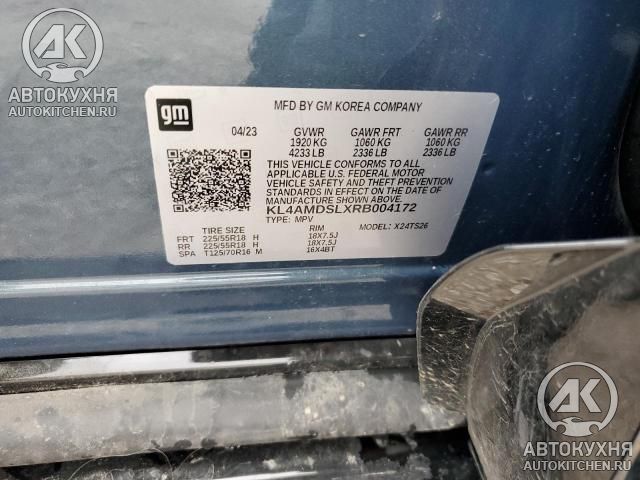 AK
АВТОКУХНЯ
AUTOKITCHEN.RU
gm
MFD BY GM KOREA COMPANY
04/23 GVWR GAWR FRT GAWR RR
1920 KG 1060 KG 1060 KG
4233 LB 2336 LB 2336 LB
THIS VEHICLE CONFORMS TO ALL
APPLICABLE U.S. FEDERAL MOTOR
VEHICLE SAFETY AND THEFT PREVENTION
STANDARDS IN EFFECT ON THE DATE OF
MANUFACTURE SHOWN ABOVE.
KL4AMDSLXRB004172
TYPE: MPV MODEL: X24TS26
TIRE SIZE RIM
FRT 225/55R18 H 18X7.5J
RR 225/55R18 H 18X7.5J
SPA T125/70R16 M 16X4BT
AK
АВТОКУХНЯ
AUTOKITCHEN.RU